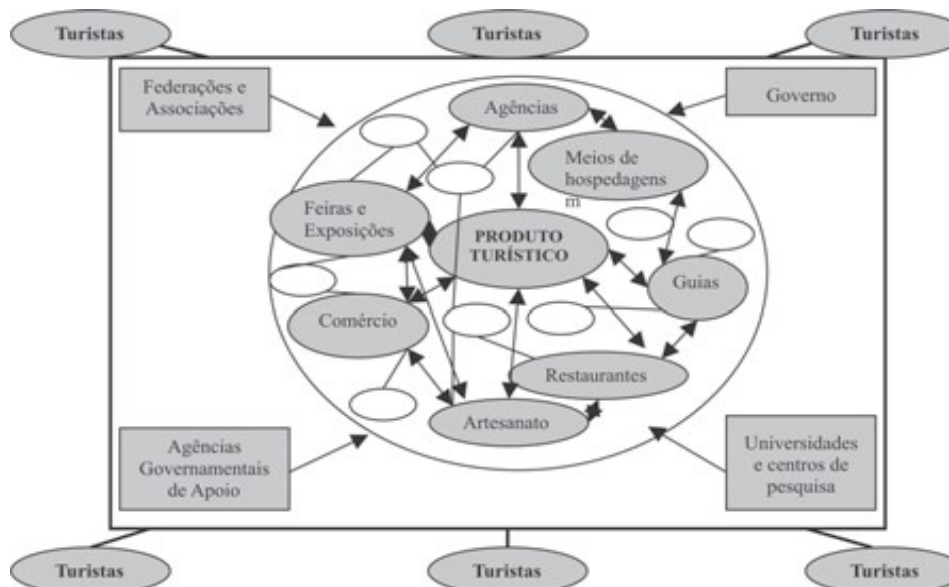 Turistas
Turistas
Turistas
Federações e
Associações
Governo
Agências
Meios de
hospedagens
m
Feiras e
Exposições
PRODUTO
TURÍSTICO
Guias
Comércio
Restaurantes
Artesanato
Agências
Governamentais
de Apoio
Universidades
e centros de
pesquisa
Turistas
Turistas
Turistas